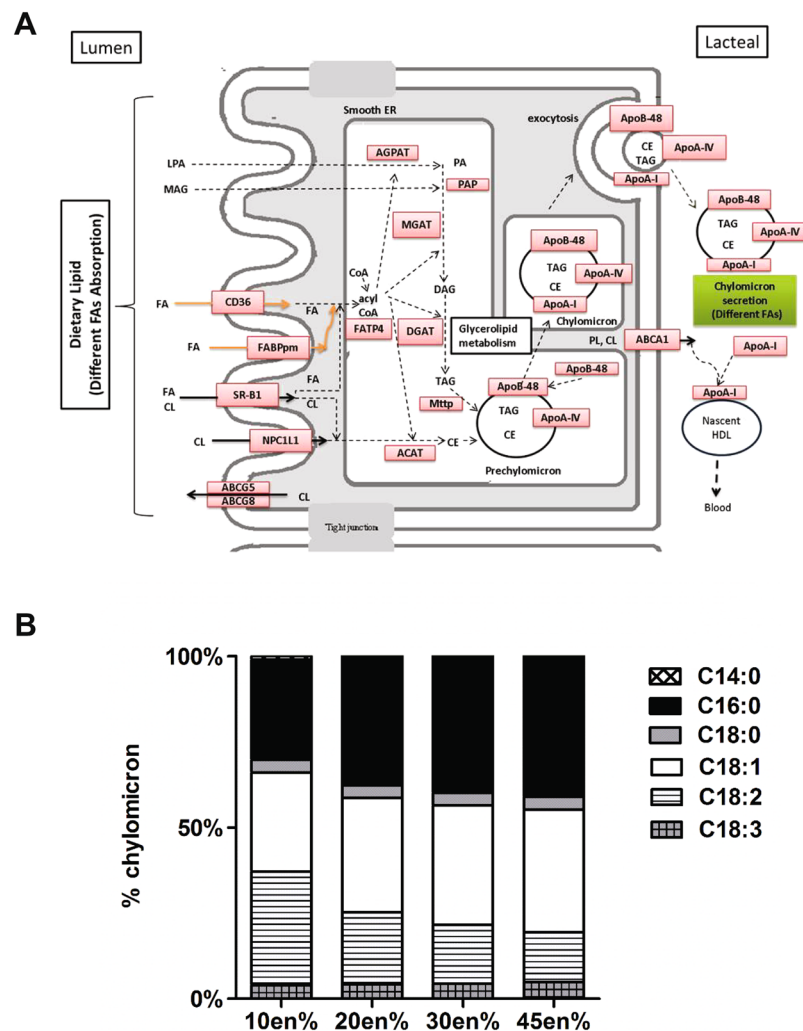 A
Lumen
Lacteal
Dietary Lipid
(Different FAs Absorption)
Smooth ER
exocytosis
ApoB-48
CE
TAG
ApoA-IV
ApoA-I
AGPAT
LPA
PA
MAG
PAP
MGAT
ApoB-48
TAG
CE
ApoA-IV
ApoA-I
Chylomicron
secretion
(Different FAs)
ApoB-48
TAG
CE
ApoA-IV
ApoA-I
Chylomicron
CoA
acyl
CoA
DAG
FA
CD36
FA
FATP4
DGAT
Glycerolipid
metabolism
PL, CL
ABCA1
ApoA-I
FA
FABPpm
FA
SR-B1
FA
CL
CL
TAG
ApoB-48
ApoB-48
Mttp
TAG
CE
ApoA-IV
ApoA-I
Nascent
HDL
CL
NPC1L1
ACAT
CE
Prechylomicron
ABCG5
ABCG8
CL
Blood
Tight junction
B
% chylomicron
100%
50%
0%
10en%
20en%
30en%
45en%
C14:0
C16:0
C18:0
C18:1
C18:2
C18:3